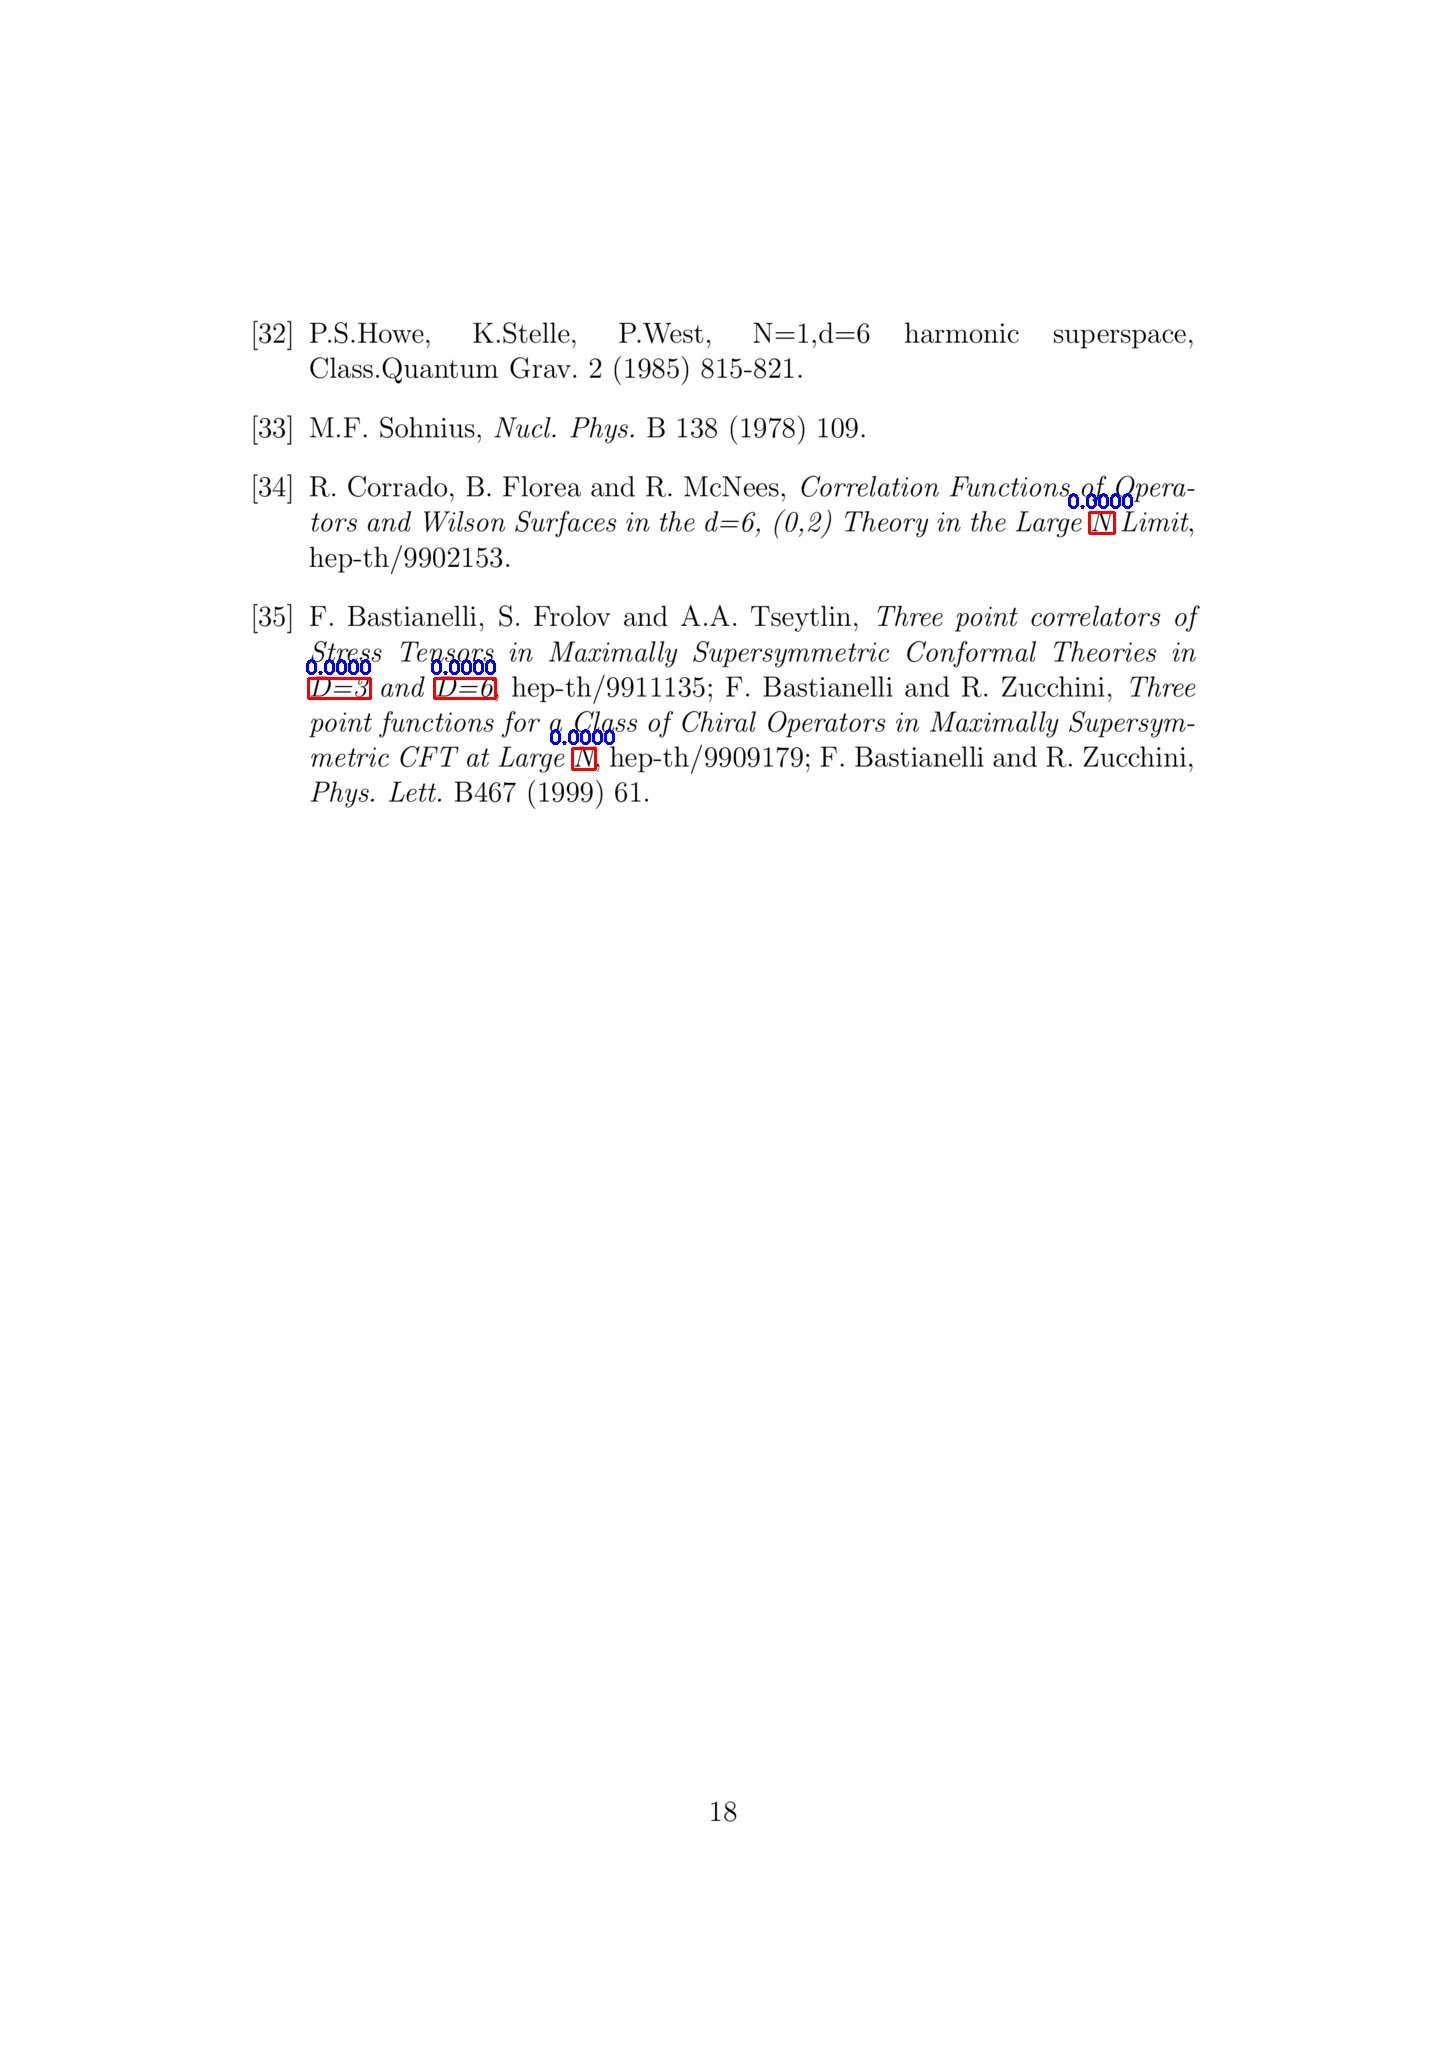 [32] P.S.Howe, K.Stelle, P.West, N=1,d=6 harmonic superspace,
Class.Quantum Grav. 2 (1985) 815-821.
[33] M.F. Sohnius, Nucl. Phys. B 138 (1978) 109.
[34] R. Corrado, B. Florea and R. McNees, Correlation Functions of Opera-
0.0000
tors and Wilson Surfaces in the d=6, (0,2) Theory in the Large N Limit,
hep-th/9902153.
[35] F. Bastianelli, S. Frolov and A.A. Tseytlin, Three point correlators of
Stress Tensors in Maximally Supersymmetric Conformal Theories in
0.0000 0.0000
D=3 and D=6, hep-th/9911135; F. Bastianelli and R. Zucchini, Three
point functions for a Class of Chiral Operators in Maximally Supersym-
0.0000
metric CFT at Large N, hep-th/9909179; F. Bastianelli and R. Zucchini,
Phys. Lett. B467 (1999) 61.
18